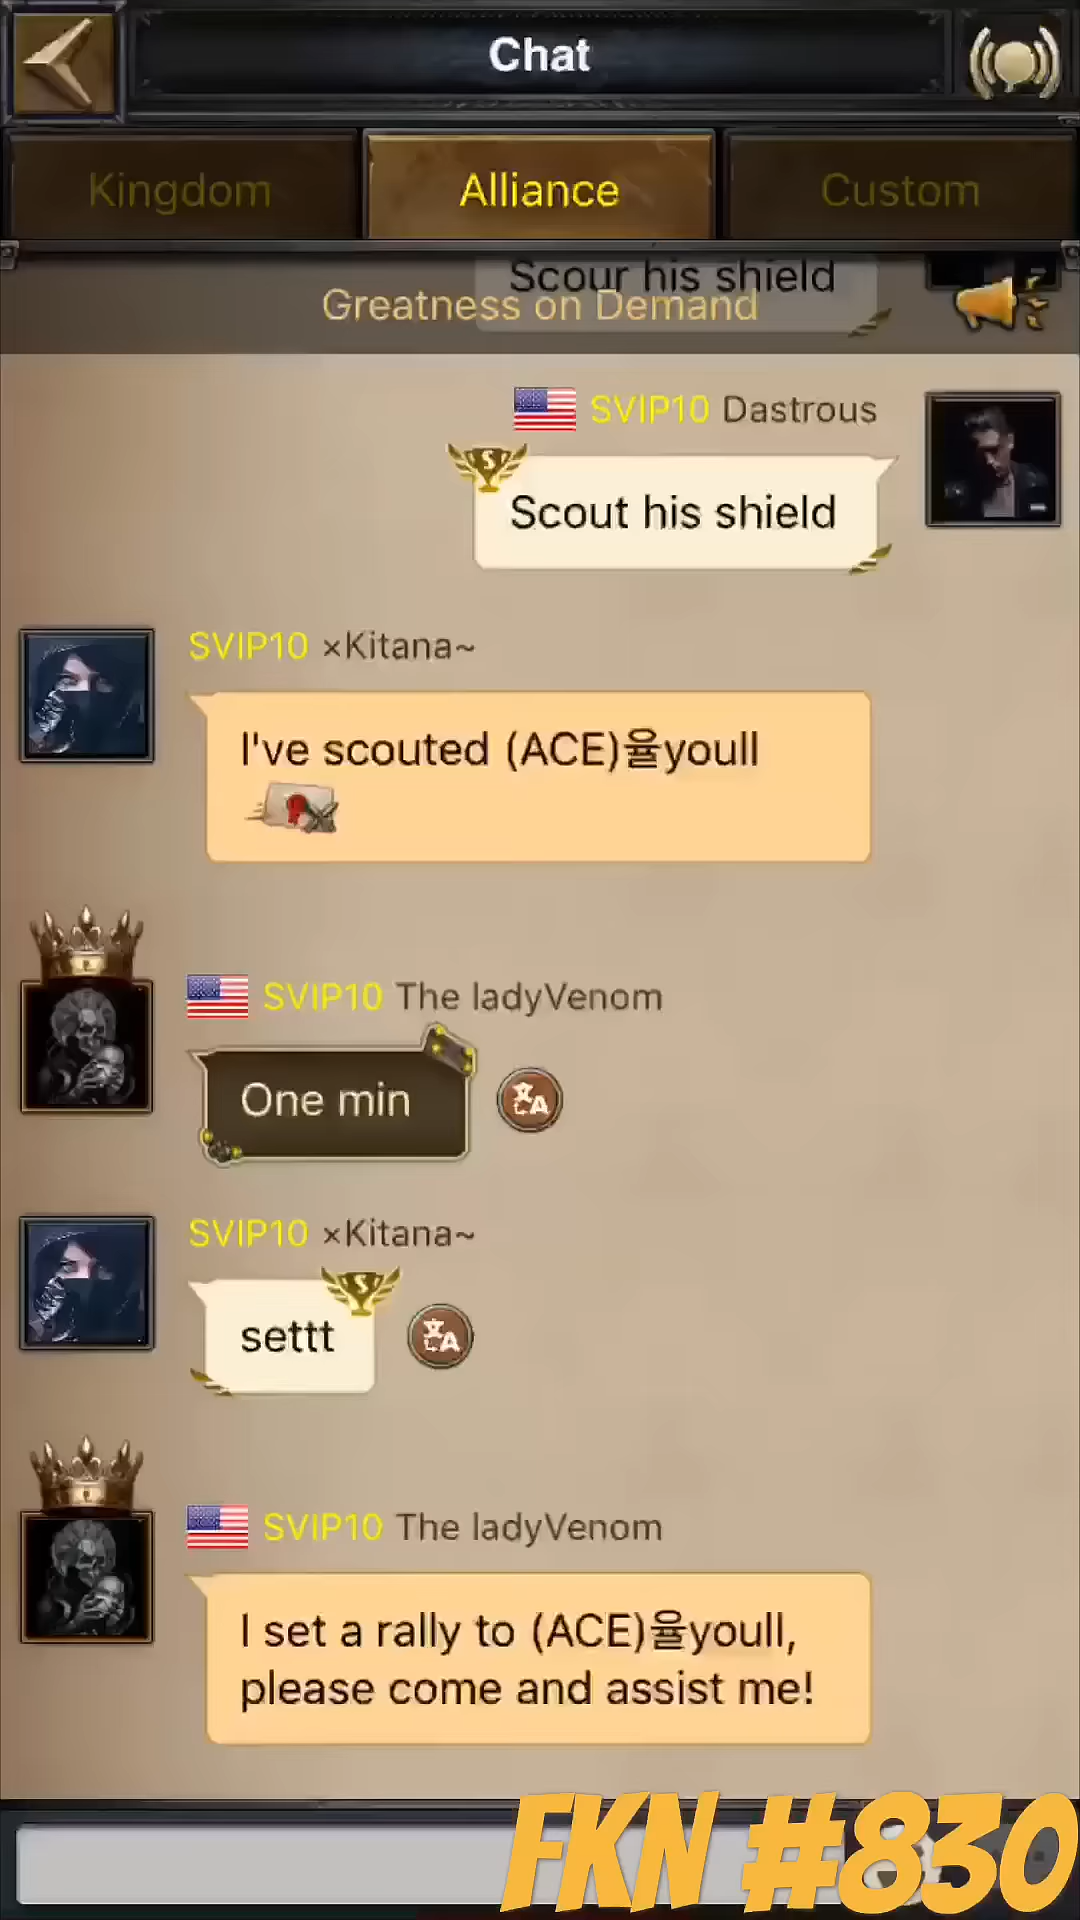 Chat
Kingdom
Alliance
Custom
Scour his shield
Greatness on Demand
SVIP10 Dastrous
Scout his shield
SVIP10 ×Kitana~
I've scouted (ACE)율youll
SVIP10 The ladyVenom
One min
SVIP10 ×Kitana~
settt
SVIP10 The ladyVenom
I set a rally to (ACE)율youll,
please come and assist me!
FKN #830